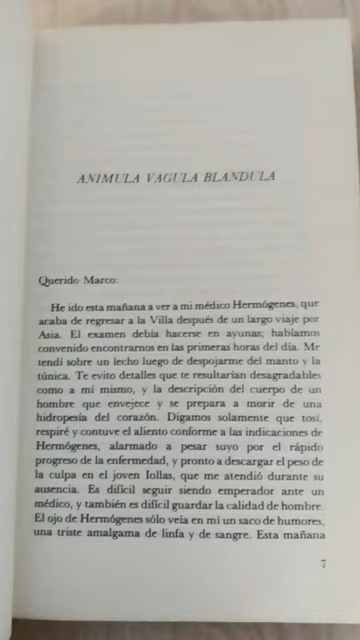 ANIMULA VAGULA BLANDULA
Querido Marco:
He ido esta mañana a ver a mi médico Hermógenes, que
acaba de regresar a la Villa después de un largo viaje por
Asia. El examen debía hacerse en ayunas; habíamos
convenido encontrarnos en las primeras horas del día. Me
tendí sobre un lecho luego de despojarme del manto y la
túnica. Te evito detalles que te resultarían desagradables
como a mí mismo, y la descripción del cuerpo de un
hombre que envejece y se prepara a morir de una
hidropesía del corazón. Digamos solamente que tosí,
respiré y contuve el aliento conforme a las indicaciones de
Hermógenes, alarmado a pesar suyo por el rápido
progreso de la enfermedad, y pronto a descargar el peso de
la culpa en el joven Iollas, que me atendió durante su
ausencia. Es difícil seguir siendo emperador ante un
médico, y también es difícil guardar la calidad de hombre.
El ojo de Hermógenes sólo veía en mí un saco de humores,
una triste amalgama de linfa y de sangre. Esta mañana
7